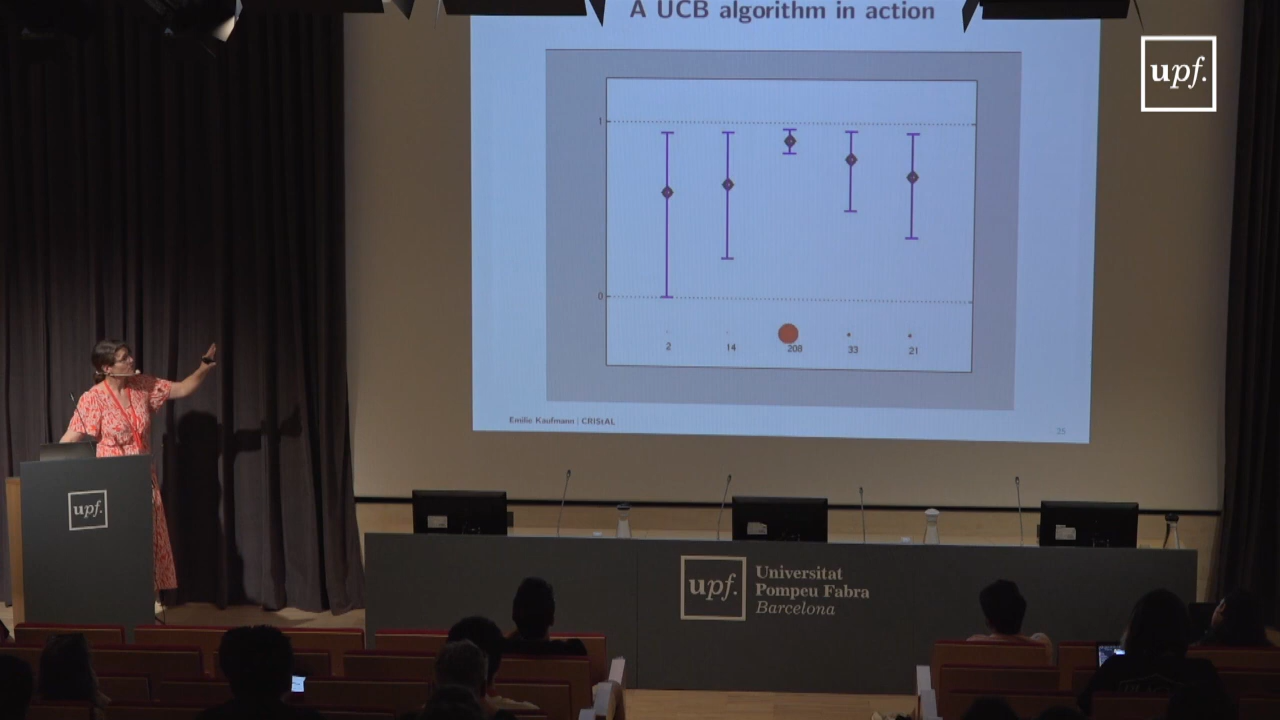 A UCB algorithm in action
upf.
1
0
2 14 208 33 21
Emilie Kaufmann | CRIStAL
25
upf.
upf.
Universitat
Pompeu Fabra
Barcelona